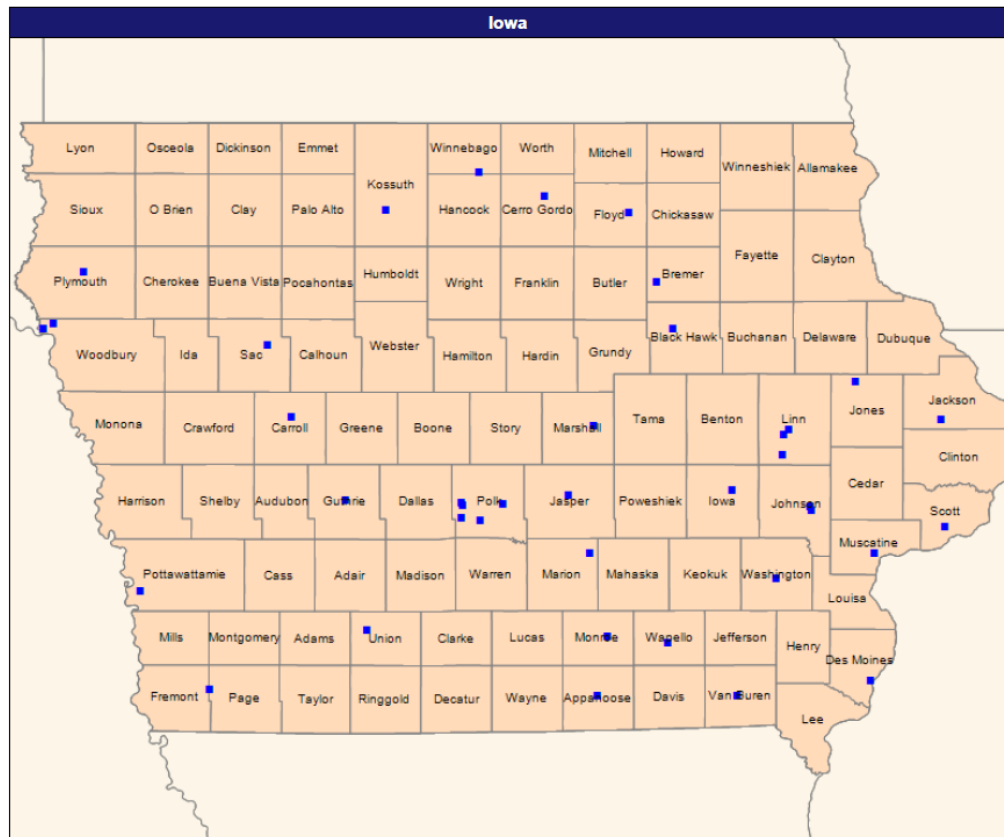 Iowa
Lyon
Osceola
Dickinson
Emmet
Kossuth
Winnebago
Worth
Mitchell
Howard
Winneshiek
Allamakee
Sioux
O Brien
Clay
Palo Alto
Hancock
Cerro Gordo
Floyd
Chickasaw
Fayette
Clayton
Plymouth
Cherokee
Buena Vista
Pocahontas
Humboldt
Wright
Franklin
Butler
Bremer
Woodbury
Ida
Sac
Calhoun
Webster
Hamilton
Hardin
Grundy
Black Hawk
Buchanan
Delaware
Dubuque
Monona
Crawford
Carroll
Greene
Boone
Story
Marshall
Tama
Benton
Linn
Jones
Jackson
Clinton
Harrison
Shelby
Audubon
Guthrie
Dallas
Polk
Jasper
Poweshiek
Iowa
Johnson
Cedar
Scott
Muscatine
Pottawattamie
Cass
Adair
Madison
Warren
Marion
Mahaska
Keokuk
Washington
Louisa
Mills
Montgomery
Adams
Union
Clarke
Lucas
Monroe
Wapello
Jefferson
Henry
Des Moines
Fremont
Page
Taylor
Ringgold
Decatur
Wayne
Appanoose
Davis
Van Buren
Lee